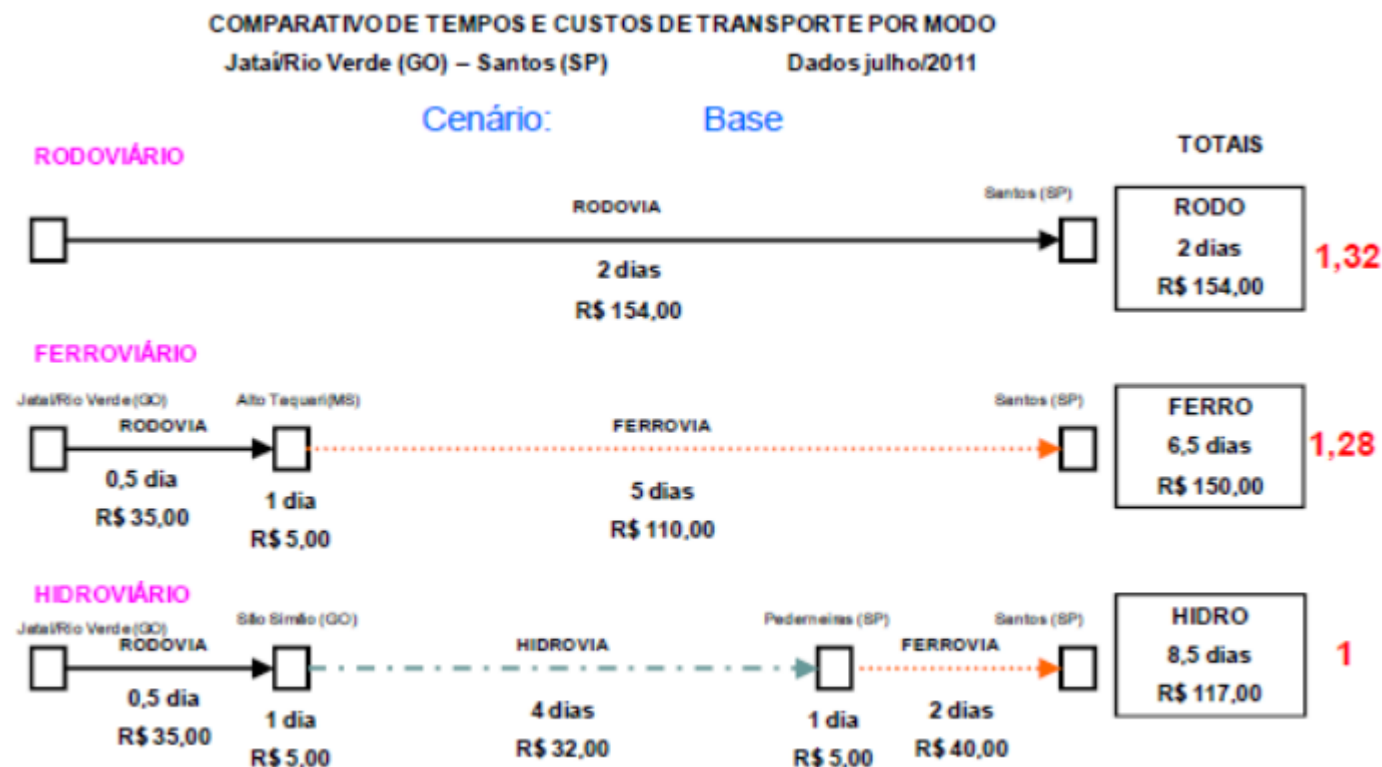 COMPARATIVO DE TEMPOS E CUSTOS DE TRANSPORTE POR MODO
Jataí/Rio Verde (GO) – Santos (SP) Dados julho/2011
Cenário: Base
TOTAIS
RODOVIÁRIO
Santos (SP)
RODOVIA
2 dias
R$ 154,00
RODO
2 dias
R$ 154,00
1,32
FERROVIÁRIO
Jataí/Rio Verde (GO) Alto Taquari (MS) Santos (SP)
RODOVIA FERROVIA
0,5 dia
R$ 35,00
1 dia
R$ 5,00
5 dias
R$ 110,00
FERRO
6,5 dias
R$ 150,00
1,28
HIDROVIÁRIO
Jataí/Rio Verde (GO) São Simão (GO) Pederneiras (SP) Santos (SP)
RODOVIA HIDROVIA FERROVIA
0,5 dia
R$ 35,00
1 dia
R$ 5,00
4 dias
R$ 32,00
1 dia
R$ 5,00
2 dias
R$ 40,00
HIDRO
8,5 dias
R$ 117,00
1